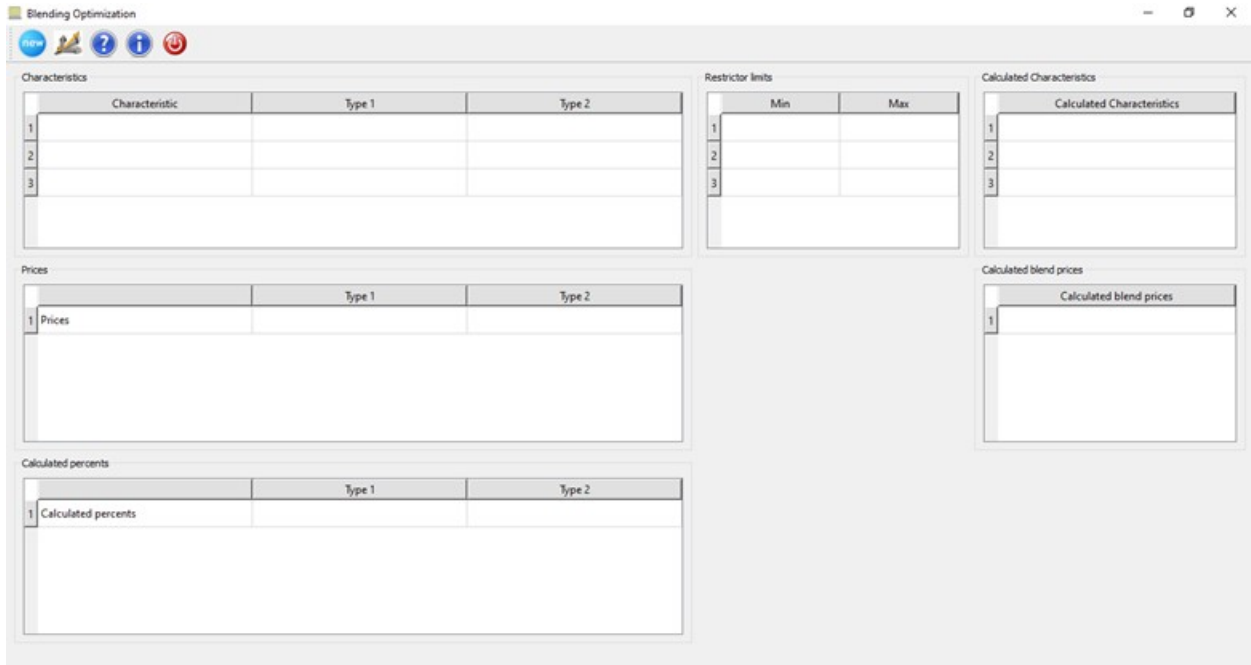 Blending Optimization
new ? i
Characteristics
Characteristic Type 1 Type 2
1
2
3
Restrictor limits
Min Max
1
2
3
Calculated Characteristics
Calculated Characteristics
1
2
3
Prices
Type 1 Type 2
1 Prices
Calculated blend prices
Calculated blend prices
1
Calculated percents
Type 1 Type 2
1 Calculated percents